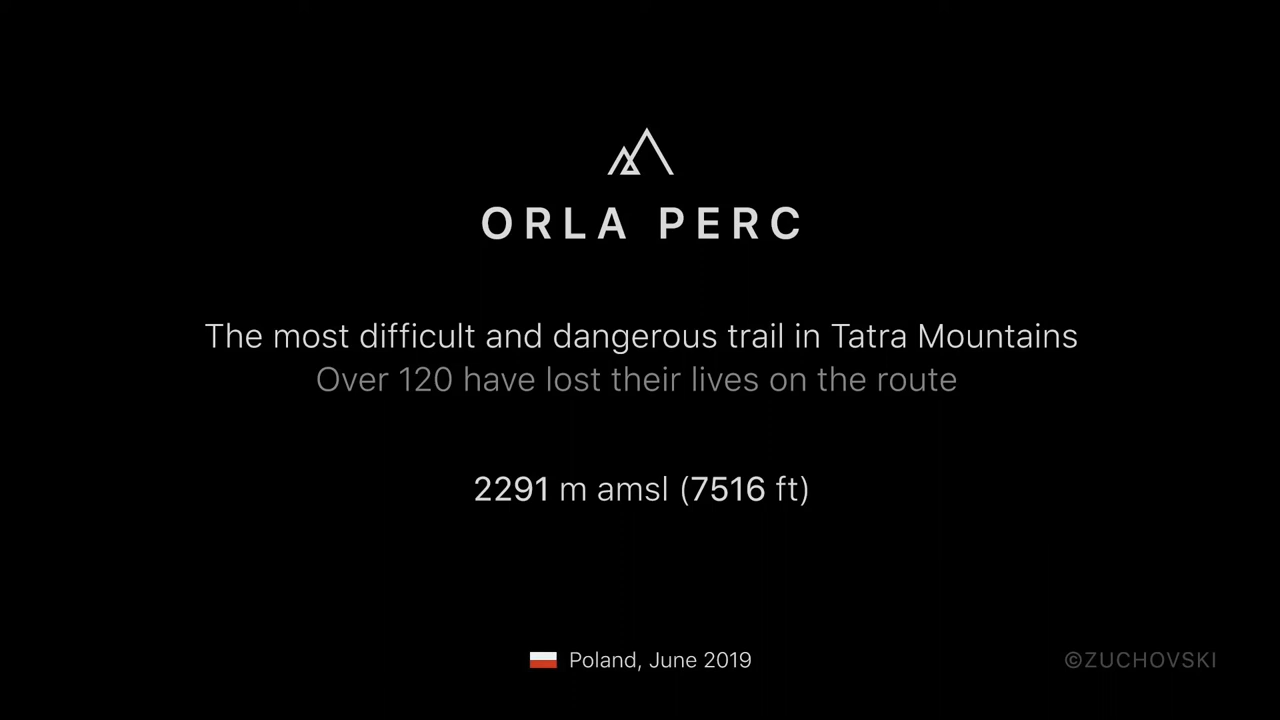 ORLA PERC
The most difficult and dangerous trail in Tatra Mountains
Over 120 have lost their lives on the route
2291 m amsl (7516 ft)
Poland, June 2019
©ZUCHOVSKI